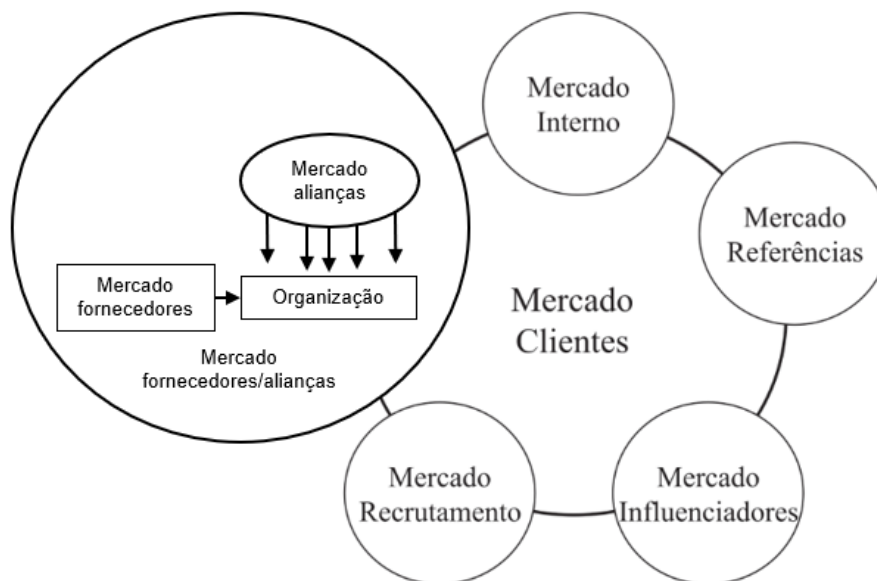 Mercado
Interno
Mercado
alianças
Mercado
Referências
Mercado
fornecedores
Organização
Mercado
Clientes
Mercado
fornecedores/alianças
Mercado
Recrutamento
Mercado
Influenciadores